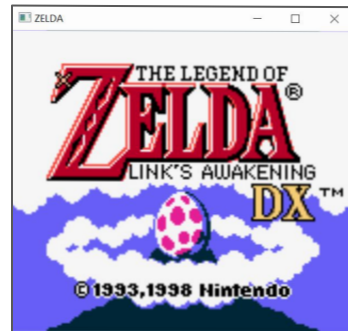 ZELDA
THE LEGEND OF
ZELDA®
LINK'S AWAKENING
DX™
© 1993,1998 Nintendo